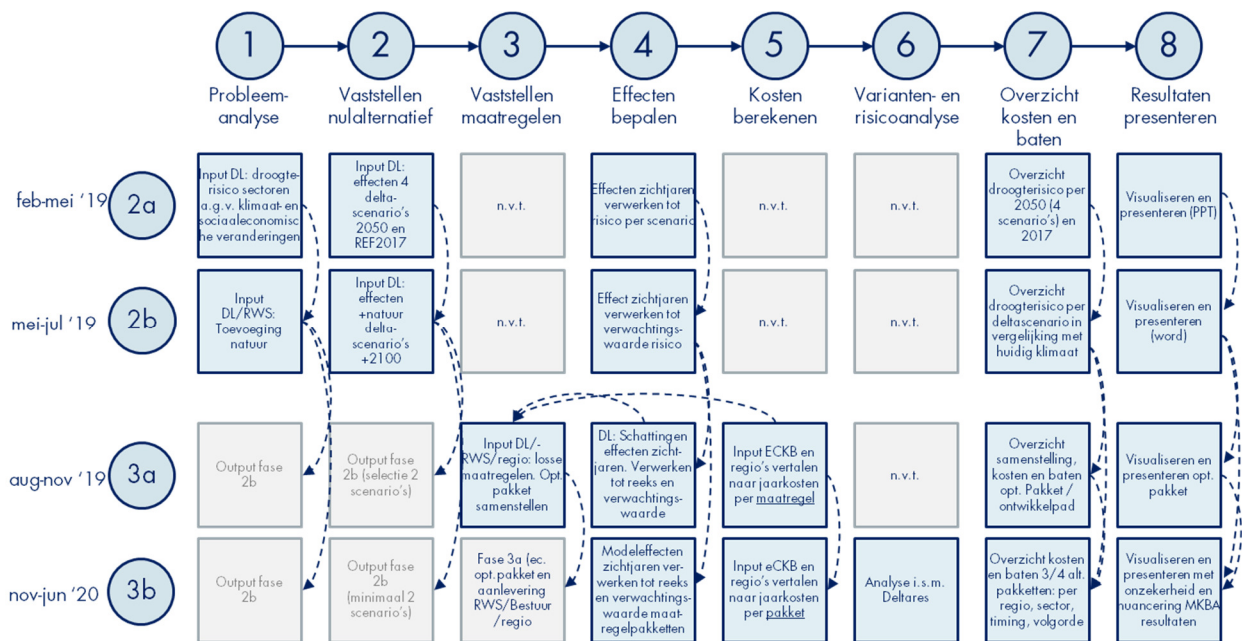 1
2
3
4
5
6
7
8
Probleem-
analyse
Vaststellen
nulalternatief
Vaststellen
maatregelen
Effecten
bepalen
Kosten
berekenen
Varianten- en
risicoanalyse
Overzicht
kosten en
baten
Resultaten
presenteren
feb-mei ‘19
2a
Input DL: droogte-
risico sectoren
a.g.v. klimaat- en
sociaaleconomisc
he veranderingen
Input DL:
effecten 4
delta-
scenario’s
2050 en
REF2017
n.v.t.
Effecten zichtjaren
verwerken tot
risico per scenario
n.v.t.
n.v.t.
Overzicht
droogterisico per
2050 (4
scenario’s) en
2017
Visualiseren en
presenteren (PPT)
mei-jul ‘19
2b
Input
DL/RWS:
Toevoeging
natuur
Input DL:
effecten
+natuur
delta-
scenario’s
+2100
n.v.t.
Effect zichtjaren
verwerken tot
verwachtings-
waarde risico
n.v.t.
n.v.t.
Overzicht
droogterisico per
deltascenario in
vergelijking met
huidig klimaat
Visualiseren en
presenteren
(word)
aug-nov ‘19
3a
Output fase
2b
Output fase
2b (selectie 2
scenario’s)
Input DL/-
RWS/regio: losse
maatregelen. Opt.
pakket
samenstellen
DL: Schattingen
effecten zicht-
jaren. Verwerken
tot reeks en
verwachtings-
waarde
Input ECKB en
regio’s vertalen
naar jaarkosten
per maatregel
n.v.t.
Overzicht
samenstelling,
kosten en baten
opt. Pakket /
ontwikkelpad
Visualiseren en
presenteren opt.
pakket
nov-jun ‘20
3b
Output fase
2b
Output fase
2b
(minimaal 2
scenario’s)
Fase 3a (ec.
opt. pakket en
aanlevering
RWS/Bestuur
/regio
Modeleffecten
zichtjaren ver-
werken tot reeks
en verwachtings-
waarde maat-
regelpakketten
Input eCKB en
regio’s vertalen
naar jaarkosten
per pakket
Analyse i.s.m.
Deltares
Overzicht kosten
en baten 3/4 alt.
pakketten: per
regio, sector,
timing, volgorde
Visualiseren en
presenteren met
onzekerheid en
nuancering MKBA
resultaten